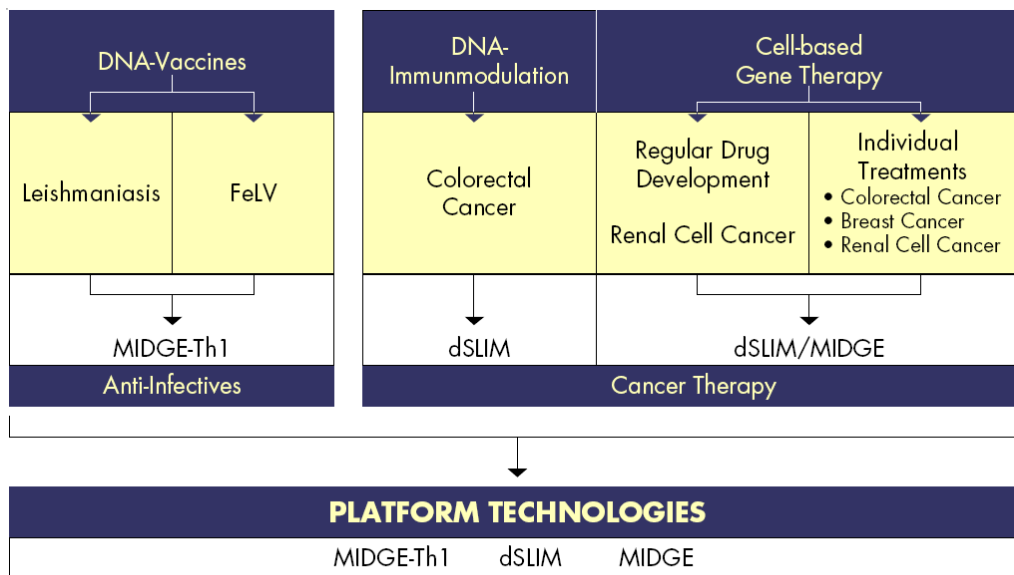 DNA-Vaccines
DNA-
Immunmodulation
Cell-based
Gene Therapy
Leishmaniasis
FeLV
Colorectal
Cancer
Regular Drug
Development
Renal Cell Cancer
Individual
Treatments
• Colorectal Cancer
• Breast Cancer
• Renal Cell Cancer
MIDGE-Th1
dSLIM
dSLIM/MIDGE
Anti-Infectives
Cancer Therapy
PLATFORM TECHNOLOGIES
MIDGE-Th1 dSLIM MIDGE